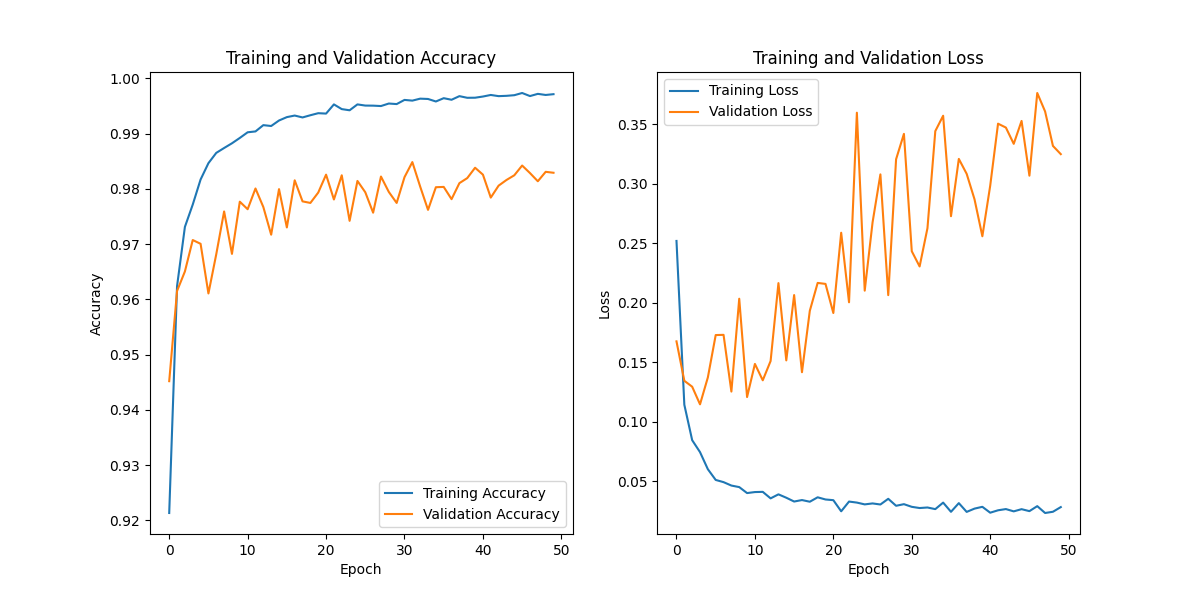 Training and Validation Accuracy
1.00
0.99
0.98
0.97
0.96
0.95
0.94
0.93
0.92
Accuracy
Training Accuracy
Validation Accuracy
0 10 20 30 40 50
Epoch
Training and Validation Loss
Training Loss
Validation Loss
0.35
0.30
0.25
0.20
0.15
0.10
0.05
Loss
0 10 20 30 40 50
Epoch